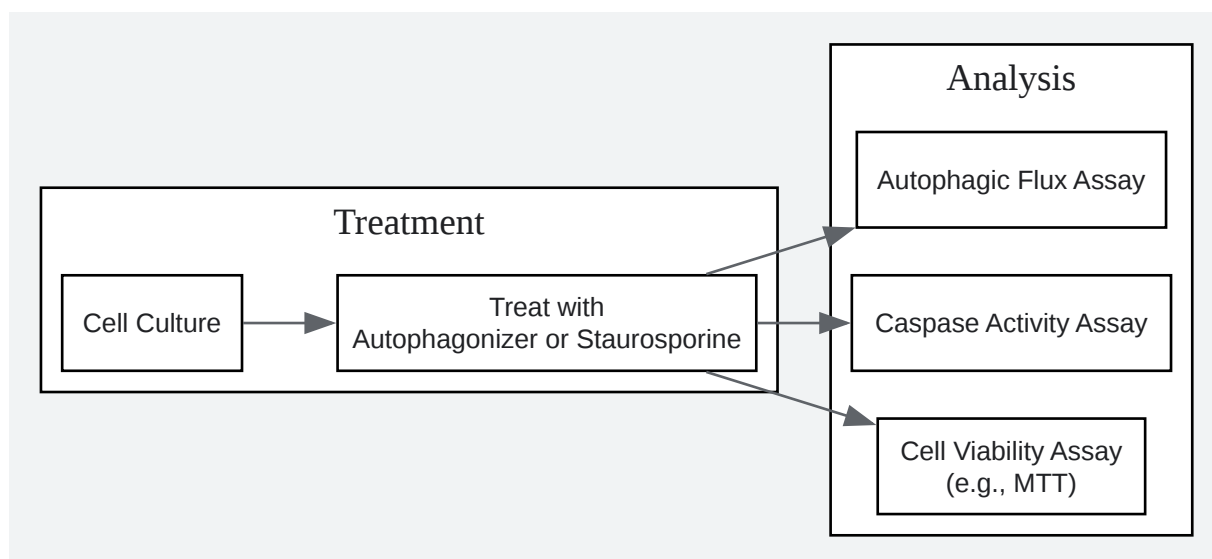 Treatment
Cell Culture
Treat with
Autophagonizer or Staurosporine
Analysis
Autophagic Flux Assay
Caspase Activity Assay
Cell Viability Assay
(e.g., MTT)